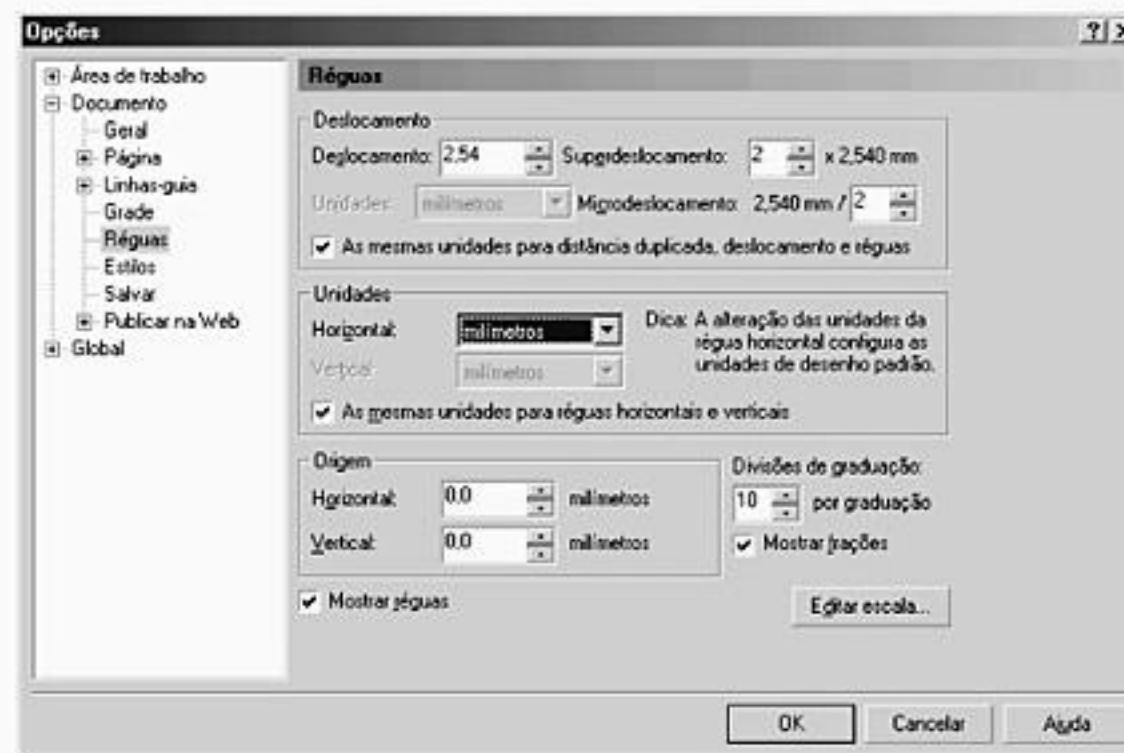 Opções
Área de trabalho
Documento
Geral
Página
Linhas-guia
Grade
Réguas
Estilos
Salvar
Publicar na Web
Global
Réguas
Deslocamento
Deslocamento: 2,54 Superdeslocamento: 2 x 2,540 mm
Unidades: milímetros Microdeslocamento: 2,540 mm / 2
As mesmas unidades para distância duplicada, deslocamento e réguas
Unidades
Horizontal: milímetros
Vertical: milímetros
Dica: A alteração das unidades da
régua horizontal configura as
unidades de desenho padrão.
As mesmas unidades para réguas horizontais e verticais
Origem
Horizontal: 0,0 milímetros
Vertical: 0,0 milímetros
Divisões de graduação:
10 por graduação
Mostrar frações
Mostrar réguas
Editar escala...
OK Cancelar Ajuda